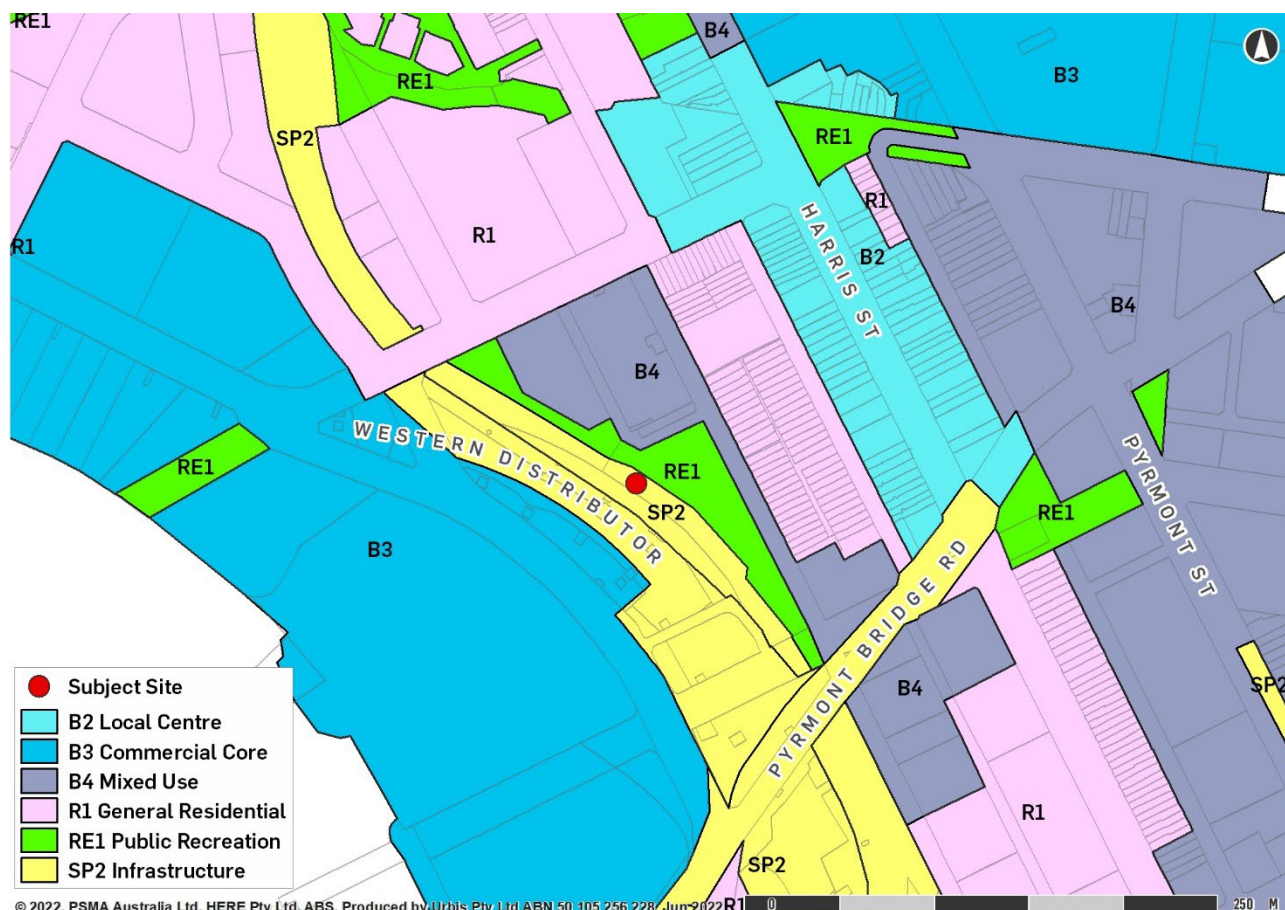 RE1
B4
B3
RE1
SP2
RE1
R1
R1
R1
HARRIS ST
B2
B4
B4
WESTERN DISTRIBUTOR
RE1
RE1
SP2
RE1
PYRMONT ST
B3
PYRMONT BRIDGE RD
B4
SP2
R1
SP2
R1
Subject Site
B2 Local Centre
B3 Commercial Core
B4 Mixed Use
R1 General Residential
RE1 Public Recreation
SP2 Infrastructure
© 2022. PSMA Australia Ltd, HERE Pty Ltd, ABS. Produced by Urbis Pty Ltd ABN 50 105 256 228, Jun 2022
0 250 M